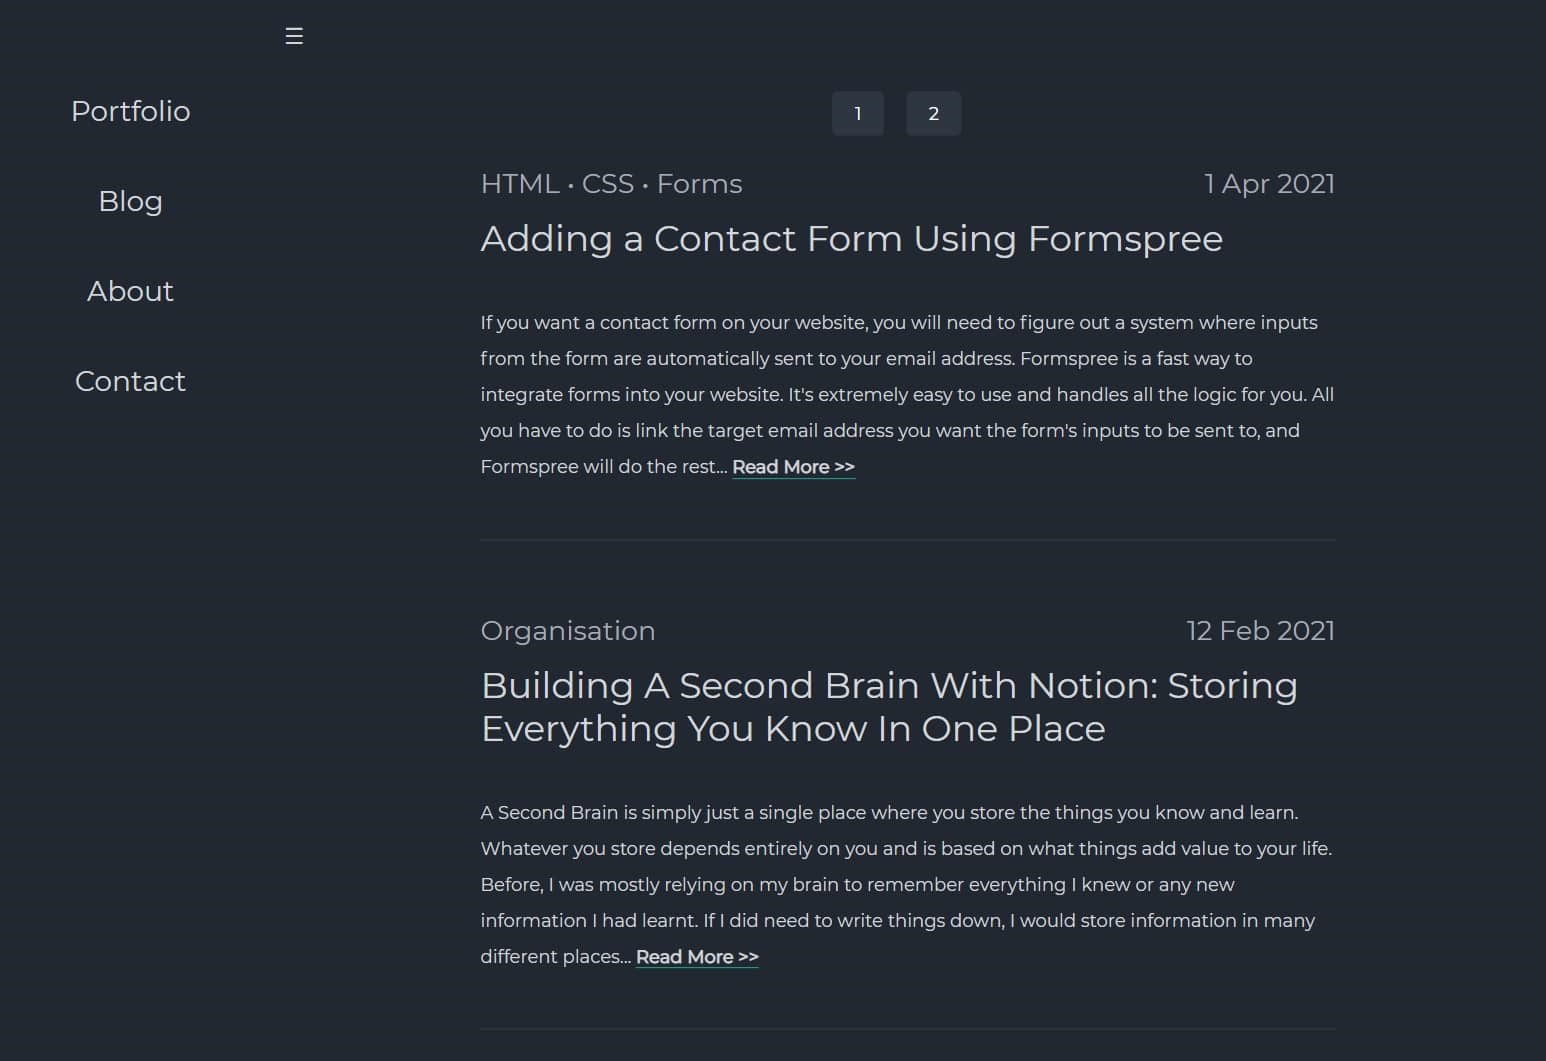 Portfolio
Blog
About
Contact
1 2
HTML • CSS • Forms 1 Apr 2021
Adding a Contact Form Using Formspree
If you want a contact form on your website, you will need to figure out a system where inputs
from the form are automatically sent to your email address. Formspree is a fast way to
integrate forms into your website. It's extremely easy to use and handles all the logic for you. All
you have to do is link the target email address you want the form's inputs to be sent to, and
Formspree will do the rest... Read More >>
Organisation 12 Feb 2021
Building A Second Brain With Notion: Storing
Everything You Know In One Place
A Second Brain is simply just a single place where you store the things you know and learn.
Whatever you store depends entirely on you and is based on what things add value to your life.
Before, I was mostly relying on my brain to remember everything I knew or any new
information I had learnt. If I did need to write things down, I would store information in many
different places... Read More >>